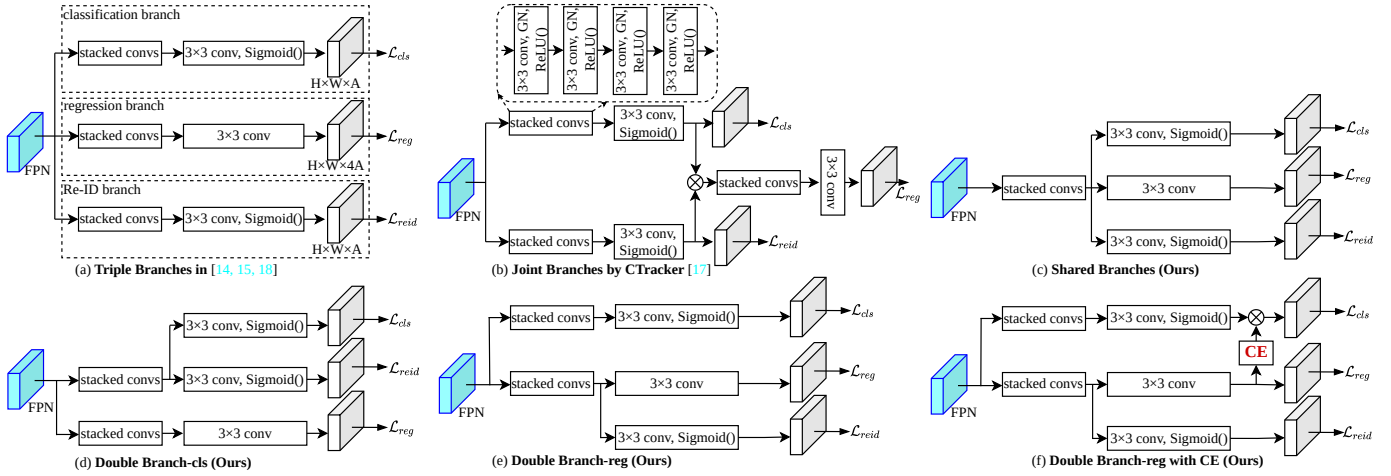 classification branch
stacked convs
3×3 conv, Sigmoid()
H×W×A
ℒcls
regression branch
stacked convs
3×3 conv
H×W×4A
ℒreg
Re-ID branch
stacked convs
3×3 conv, Sigmoid()
H×W×A
ℒreid
FPN
(a) Triple Branches in [14, 15, 18]
3×3 conv, GN,
ReLU()
3×3 conv, GN,
ReLU()
3×3 conv, GN,
ReLU()
3×3 conv, GN,
ReLU()
stacked convs
3×3 conv,
Sigmoid()
ℒcls
FPN
stacked convs
3×3 conv
ℒreg
stacked convs
3×3 conv,
Sigmoid()
ℒreid
(b) Joint Branches by CTracker [17]
FPN
stacked convs
3×3 conv, Sigmoid()
ℒcls
3×3 conv
ℒreg
3×3 conv, Sigmoid()
ℒreid
(c) Shared Branches (Ours)
FPN
stacked convs
3×3 conv, Sigmoid()
ℒcls
3×3 conv, Sigmoid()
ℒreid
stacked convs
3×3 conv
ℒreg
(d) Double Branch-cls (Ours)
FPN
stacked convs
3×3 conv, Sigmoid()
ℒcls
stacked convs
3×3 conv
ℒreg
3×3 conv, Sigmoid()
ℒreid
(e) Double Branch-reg (Ours)
FPN
stacked convs
3×3 conv, Sigmoid()
ℒcls
CE
stacked convs
3×3 conv
ℒreg
3×3 conv, Sigmoid()
ℒreid
(f) Double Branch-reg with CE (Ours)